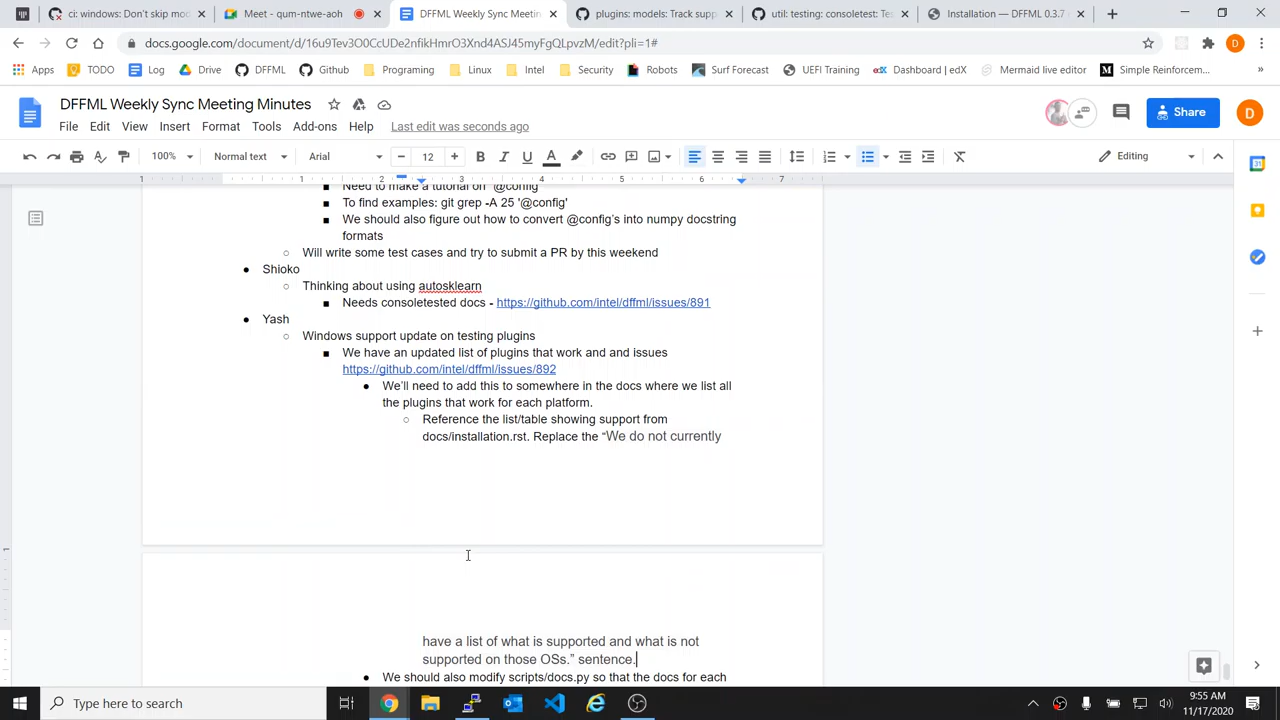 ci: windows: Don't skip mod
Meet - qum-ntwe-aoh
DFFML Weekly Sync Meetin
plugins: models: Track supp
util: testing: consoletest: Tes
Installation — DFFML 0.3.7
docs.google.com/document/d/16u9Tev3O0CcUDe2nfikHmrO3Xnd4ASJ45myFgQLpvzM/edit?pli=1#
D
Apps
TODO
Log
Drive
DFFML
Github
Programing
Linux
Intel
Security
Robots
Surf Forecast
UEFI Training
Dashboard | edX
Mermaid live editor
Simple Reinforcem...
»
DFFML Weekly Sync Meeting Minutes
File Edit View Insert Format Tools Add-ons Help Last edit was seconds ago
Share
D
100% Normal text Arial 12 B I U A Editing
1 1 2 3 4 5 6 7
Need to make a tutorial on `@config`
To find examples: git grep -A 25 '@config'
We should also figure out how to convert @config's into numpy docstring
formats
Will write some test cases and try to submit a PR by this weekend
Shioko
Thinking about using autosklearn
Needs consoletested docs - https://github.com/intel/dffml/issues/891
Yash
Windows support update on testing plugins
We have an updated list of plugins that work and and issues
https://github.com/intel/dffml/issues/892
We'll need to add this to somewhere in the docs where we list all
the plugins that work for each platform.
Reference the list/table showing support from
docs/installation.rst. Replace the “We do not currently
have a list of what is supported and what is not
supported on those OSs.” sentence.
We should also modify scripts/docs.py so that the docs for each
Type here to search
9:55 AM
11/17/2020